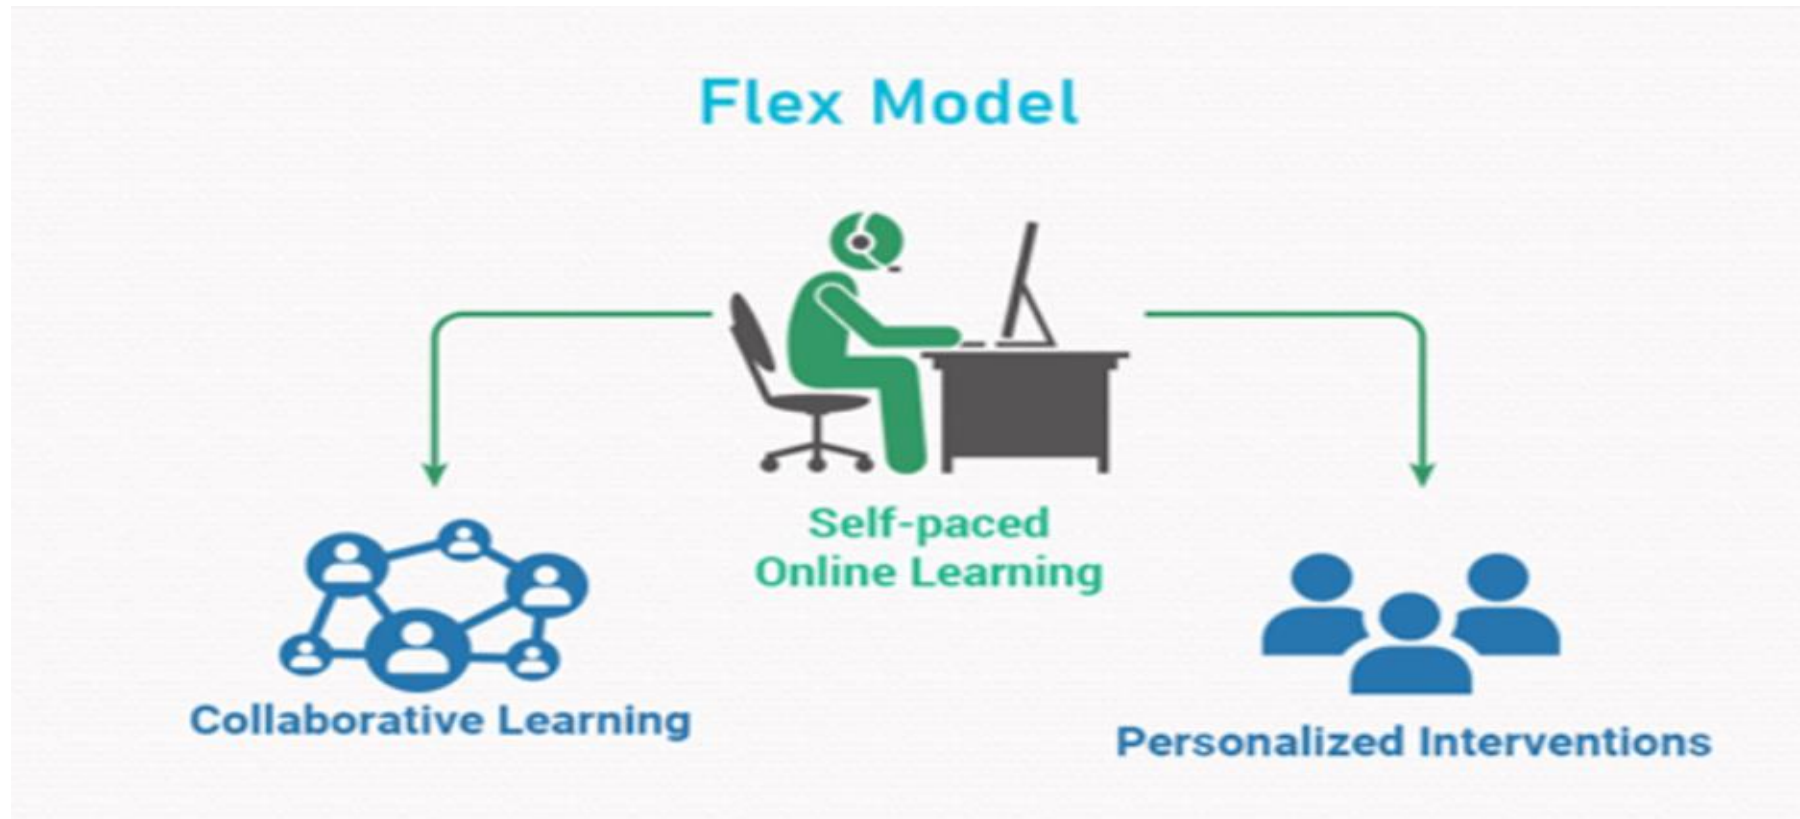 Flex Model
Self-paced
Online Learning
Collaborative Learning
Personalized Interventions